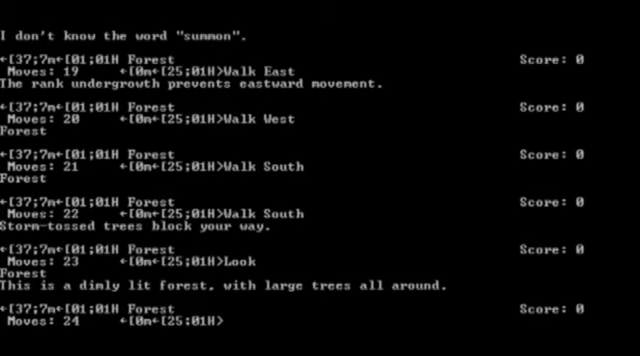 I don't know the word "summon".
←[37;7m←[01;01H Forest Score: 0
Moves: 19 ←[0m←[25;01H>Walk East
The rank undergrowth prevents eastward movement.
←[37;7m←[01;01H Forest Score: 0
Moves: 20 ←[0m←[25;01H>Walk West
Forest
←[37;7m←[01;01H Forest Score: 0
Moves: 21 ←[0m←[25;01H>Walk South
Forest
←[37;7m←[01;01H Forest Score: 0
Moves: 22 ←[0m←[25;01H>Walk South
Storm-tossed trees block your way.
←[37;7m←[01;01H Forest Score: 0
Moves: 23 ←[0m←[25;01H>Look
Forest
This is a dimly lit forest, with large trees all around.
←[37;7m←[01;01H Forest Score: 0
Moves: 24 ←[0m←[25;01H>